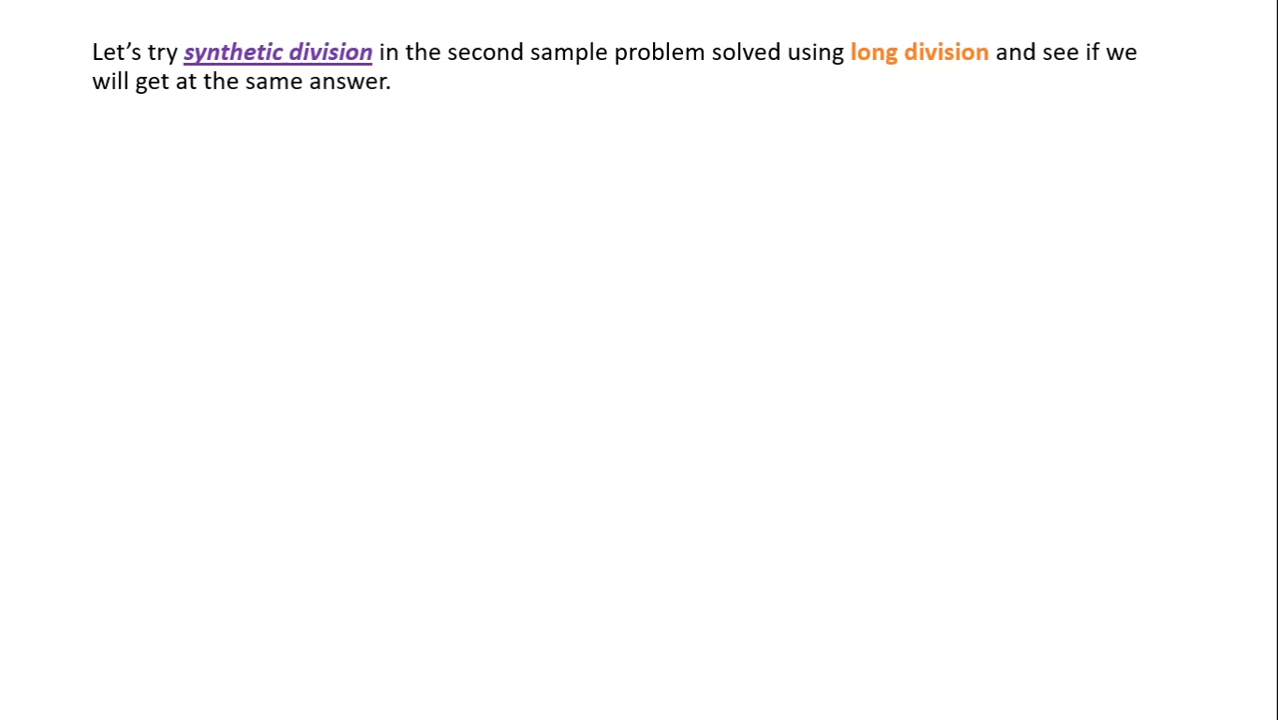 Let’s try synthetic division in the second sample problem solved using long division and see if we
will get at the same answer.